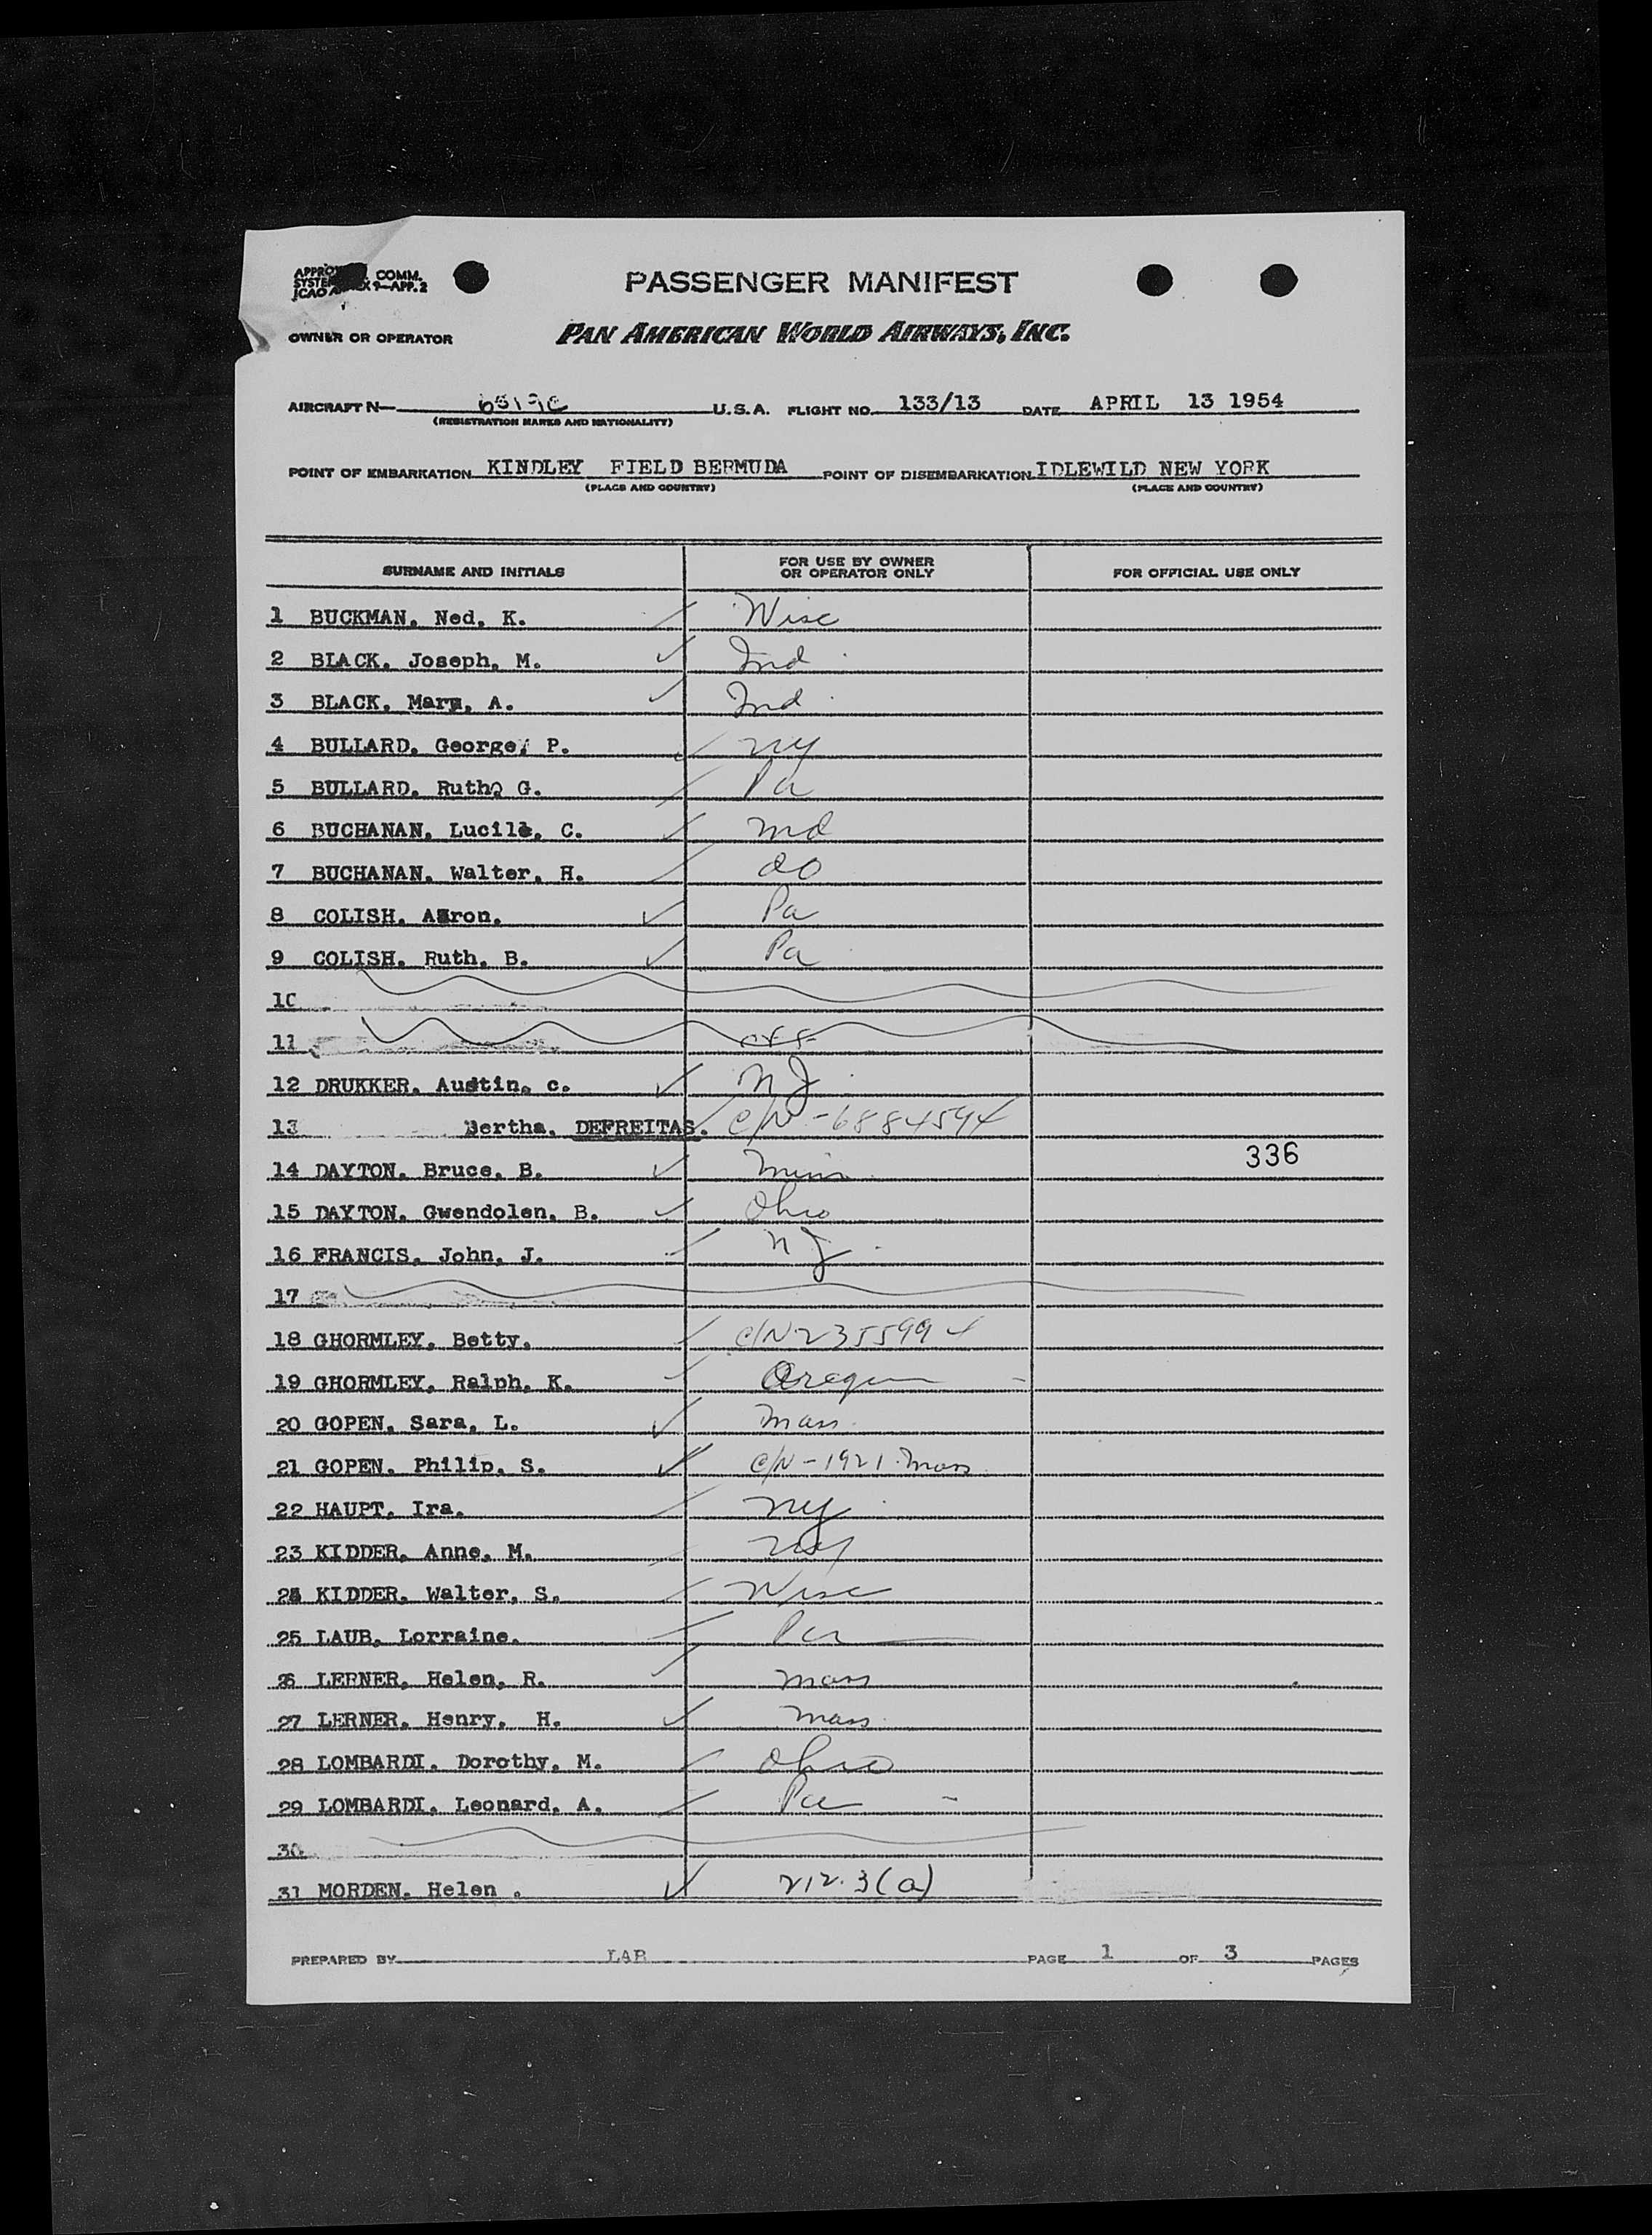 PASSENGER MANIFEST
COMM.
9—APP. 2
OWNER OR OPERATOR PAN AMERICAN WORLD AIRWAYS, INC.
AIRCRAFT N— U.S.A. FLIGHT NO. 133/13 DATE APRIL 13 1954
(REGISTRATION MARKS AND NATIONALITY)
POINT OF EMBARKATION KINDLEY FIELD BERMUDA POINT OF DISEMBARKATION IDLEWILD NEW YORK
(PLACE AND COUNTRY) (PLACE AND COUNTRY)
SURNAME AND INITIALS FOR USE BY OWNER OR OPERATOR ONLY FOR OFFICIAL USE ONLY
1 BUCKMAN, Ned, K. Wisc
2 BLACK, Joseph, M. Ind
3 BLACK, Mary, A. Ind
4 BULLARD, George, P. ny
5 BULLARD, Ruth, G. Pa
6 BUCHANAN, Lucile, C. md
7 BUCHANAN, Walter, H. do
8 COLISH, Aaron. Pa
9 COLISH, Ruth, B. Pa
10
11 off
12 DRUKKER, Austin, c. NJ
13 Bertha, DEFREITAS. C/N-6884594
14 DAYTON, Bruce, B. Minn 336
15 DAYTON, Gwendolen, B. Ohio
16 FRANCIS, John, J. NJ
17
18 GHORMLEY, Betty. C/N 2355994
19 GHORMLEY, Ralph, K. Oregon
20 GOPEN, Sara, L. Mass
21 GOPEN, Philip, S. C/N-1921 Mass
22 HAUPT, Ira. ny
23 KIDDER, Anne, M. ny
24 KIDDER, Walter, S. Wisc
25 LAUB, Lorraine. Pa
26 LERNER, Helen, R. Mass
27 LERNER, Henry, H. Mass
28 LOMBARDI, Dorothy, M. Ohio
29 LOMBARDI, Leonard, A. Pa
30
31 MORDEN, Helen . 212.3(a)
PREPARED BY LAB PAGE 1 OF 3 PAGES